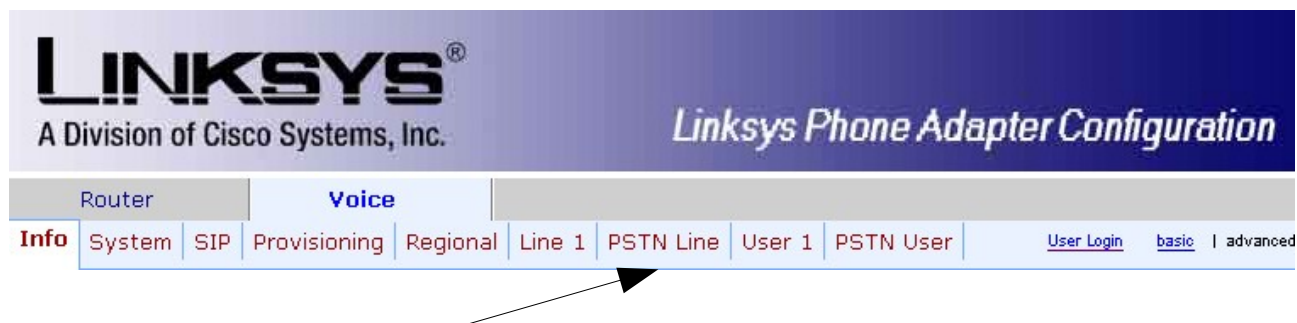 LINKSYS®
A Division of Cisco Systems, Inc.
Linksys Phone Adapter Configuration
Router Voice
Info System SIP Provisioning Regional Line 1 PSTN Line User 1 PSTN User User Login basic | advanced